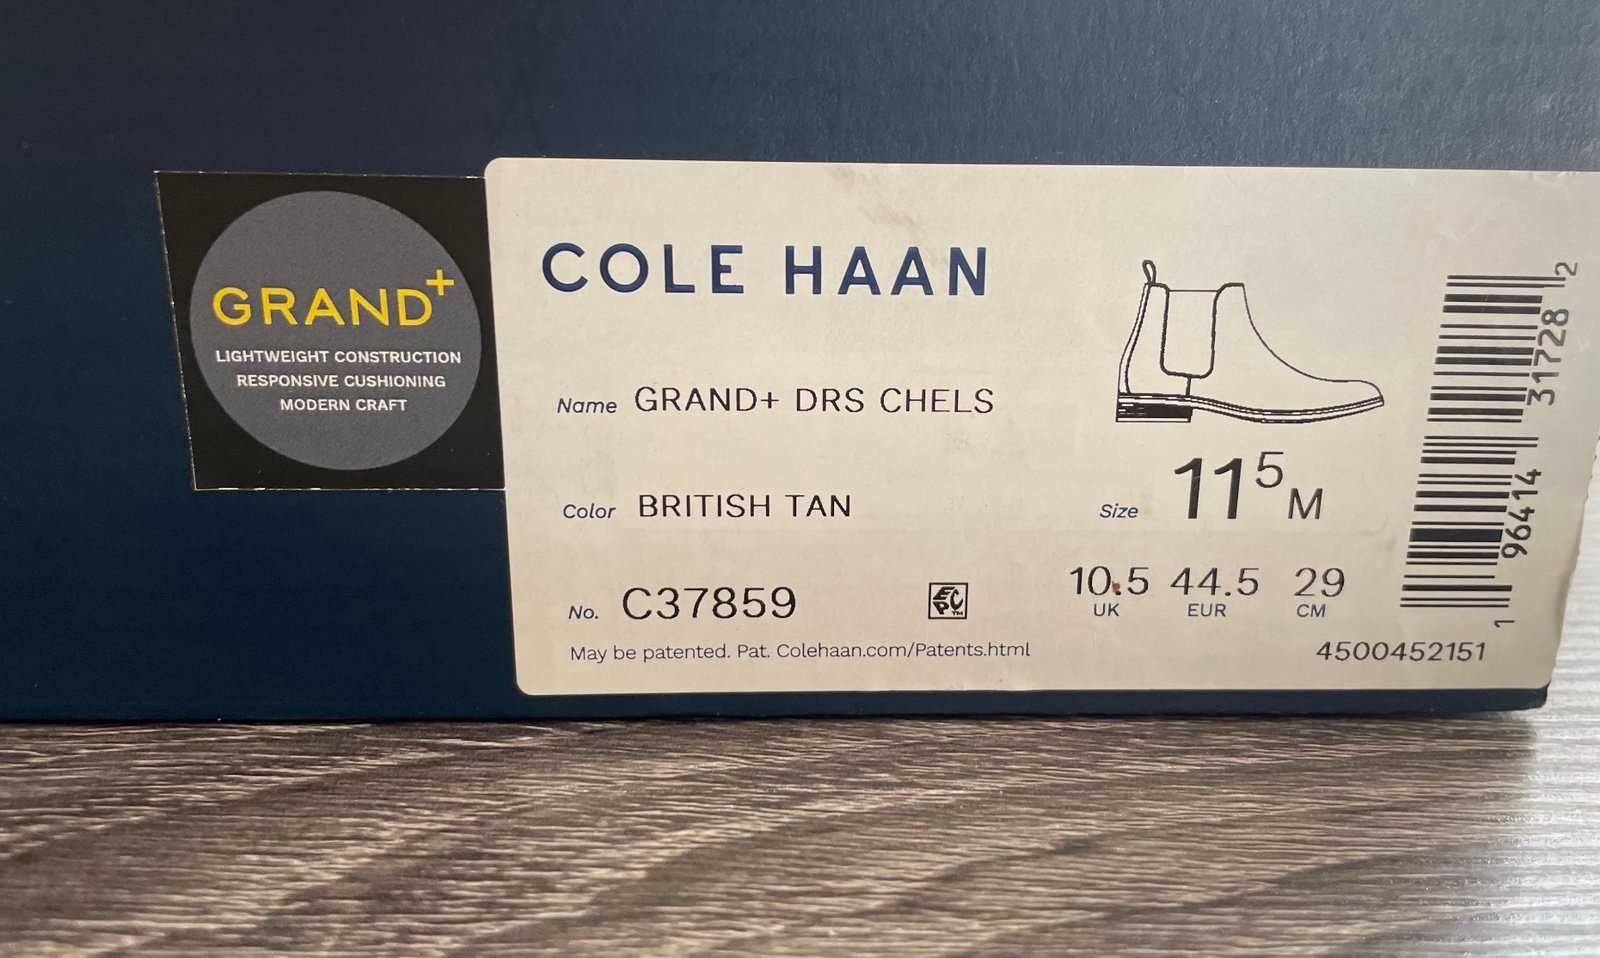 GRAND+
LIGHTWEIGHT CONSTRUCTION
RESPONSIVE CUSHIONING
MODERN CRAFT
COLE HAAN
Name GRAND+ DRS CHELS
Color BRITISH TAN
Size 11⁵ M
No. C37859
EPC™
10.5 44.5 29
UK EUR CM
May be patented. Pat. Colehaan.com/Patents.html
4500452151
1 96414 31728 2